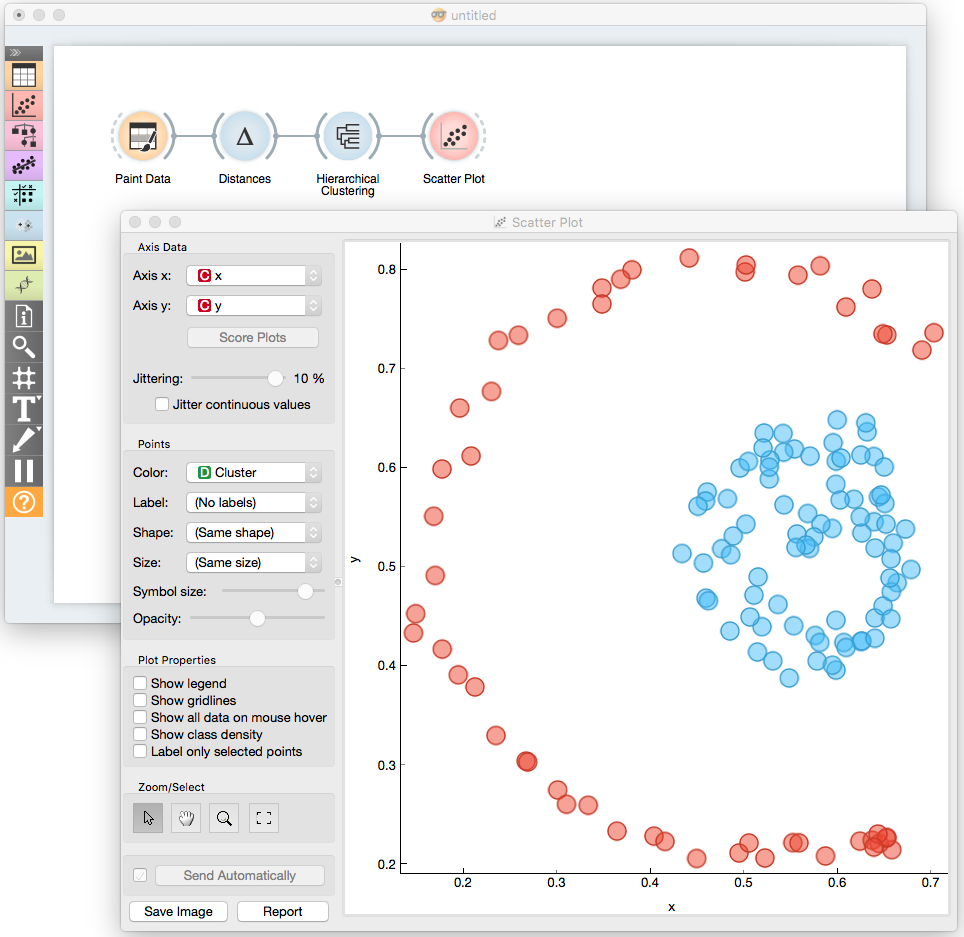 untitled
Paint Data
Distances
Hierarchical
Clustering
Scatter Plot
Scatter Plot
Axis Data
Axis x: C x
Axis y: C y
Score Plots
Jittering: 10 %
Jitter continuous values
Points
Color: D Cluster
Label: (No labels)
Shape: (Same shape)
Size: (Same size)
Symbol size:
Opacity:
Plot Properties
Show legend
Show gridlines
Show all data on mouse hover
Show class density
Label only selected points
Zoom/Select
Send Automatically
Save Image Report
0.8
0.7
0.6
0.5
0.4
0.3
0.2
y
0.2 0.3 0.4 0.5 0.6 0.7
x